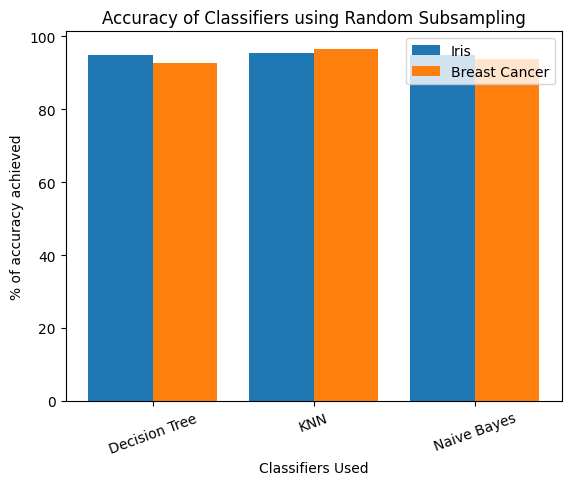 Accuracy of Classifiers using Random Subsampling
Iris
Breast Cancer
% of accuracy achieved
100
80
60
40
20
0
Decision Tree
KNN
Naive Bayes
Classifiers Used